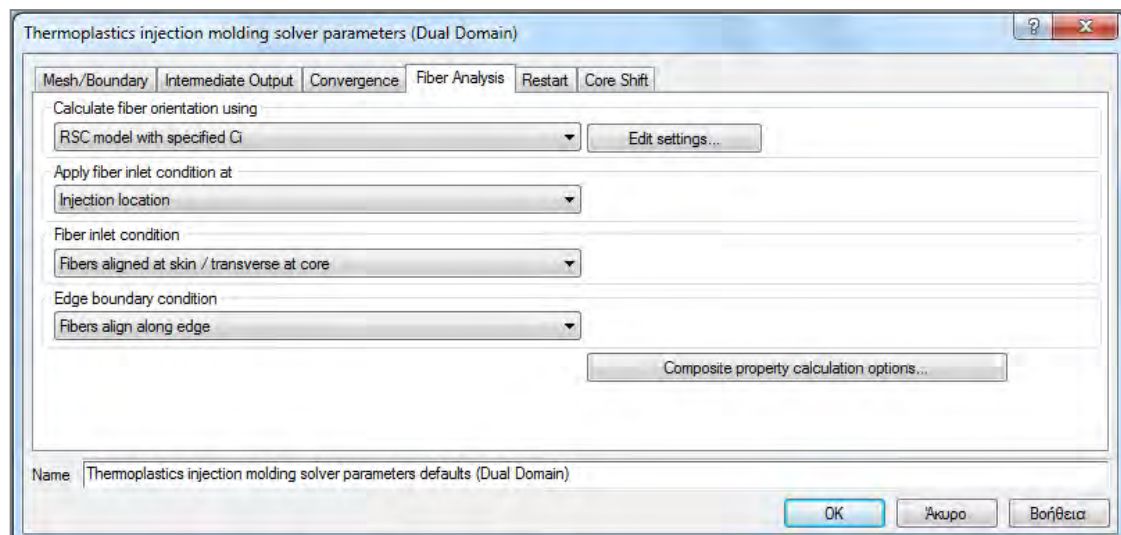 Thermoplastics injection molding solver parameters (Dual Domain)
?
Mesh/Boundary Intermediate Output Convergence Fiber Analysis Restart Core Shift
Calculate fiber orientation using
RSC model with specified Ci Edit settings...
Apply fiber inlet condition at
Injection location
Fiber inlet condition
Fibers aligned at skin / transverse at core
Edge boundary condition
Fibers align along edge
Composite property calculation options...
Name Thermoplastics injection molding solver parameters defaults (Dual Domain)
OK Άκυρο Βοήθεια